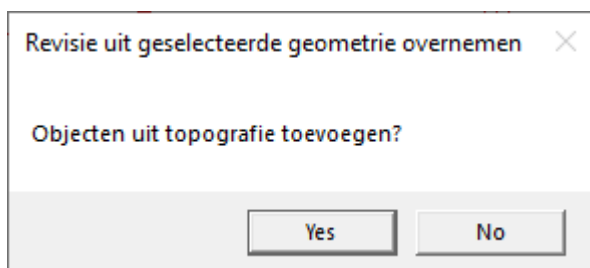 Revisie uit geselecteerde geometrie overnemen
Objecten uit topografie toevoegen?
Yes
No